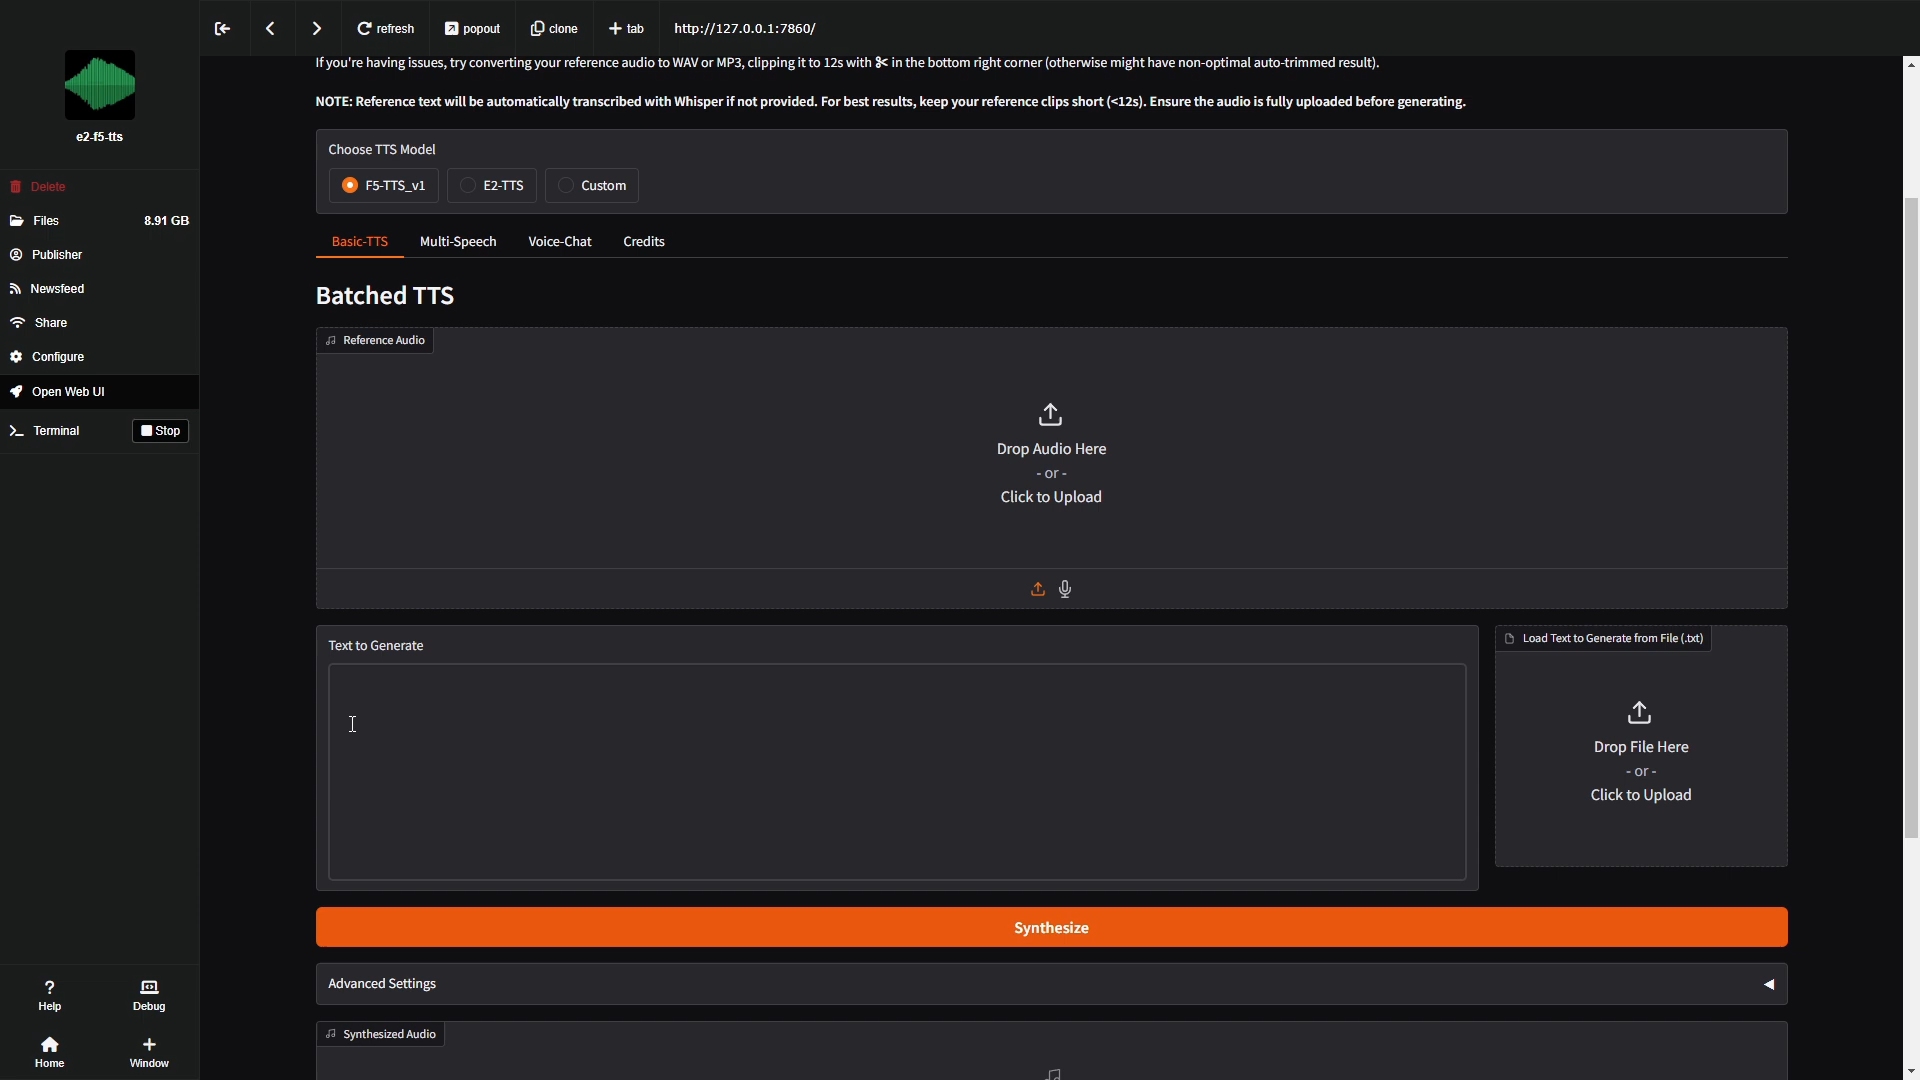 refresh
popout
clone
tab
http://127.0.0.1:7860/
e2-f5-tts
Delete
Files 8.91 GB
Publisher
Newsfeed
Share
Configure
Open Web UI
Terminal Stop
Help
Debug
Home
Window
If you're having issues, try converting your reference audio to WAV or MP3, clipping it to 12s with ✂ in the bottom right corner (otherwise might have non-optimal auto-trimmed result).
NOTE: Reference text will be automatically transcribed with Whisper if not provided. For best results, keep your reference clips short (<12s). Ensure the audio is fully uploaded before generating.
Choose TTS Model
F5-TTS_v1 E2-TTS Custom
Basic-TTS Multi-Speech Voice-Chat Credits
Batched TTS
Reference Audio
Drop Audio Here
- or -
Click to Upload
Text to Generate
Load Text to Generate from File (.txt)
Drop File Here
- or -
Click to Upload
Synthesize
Advanced Settings
Synthesized Audio